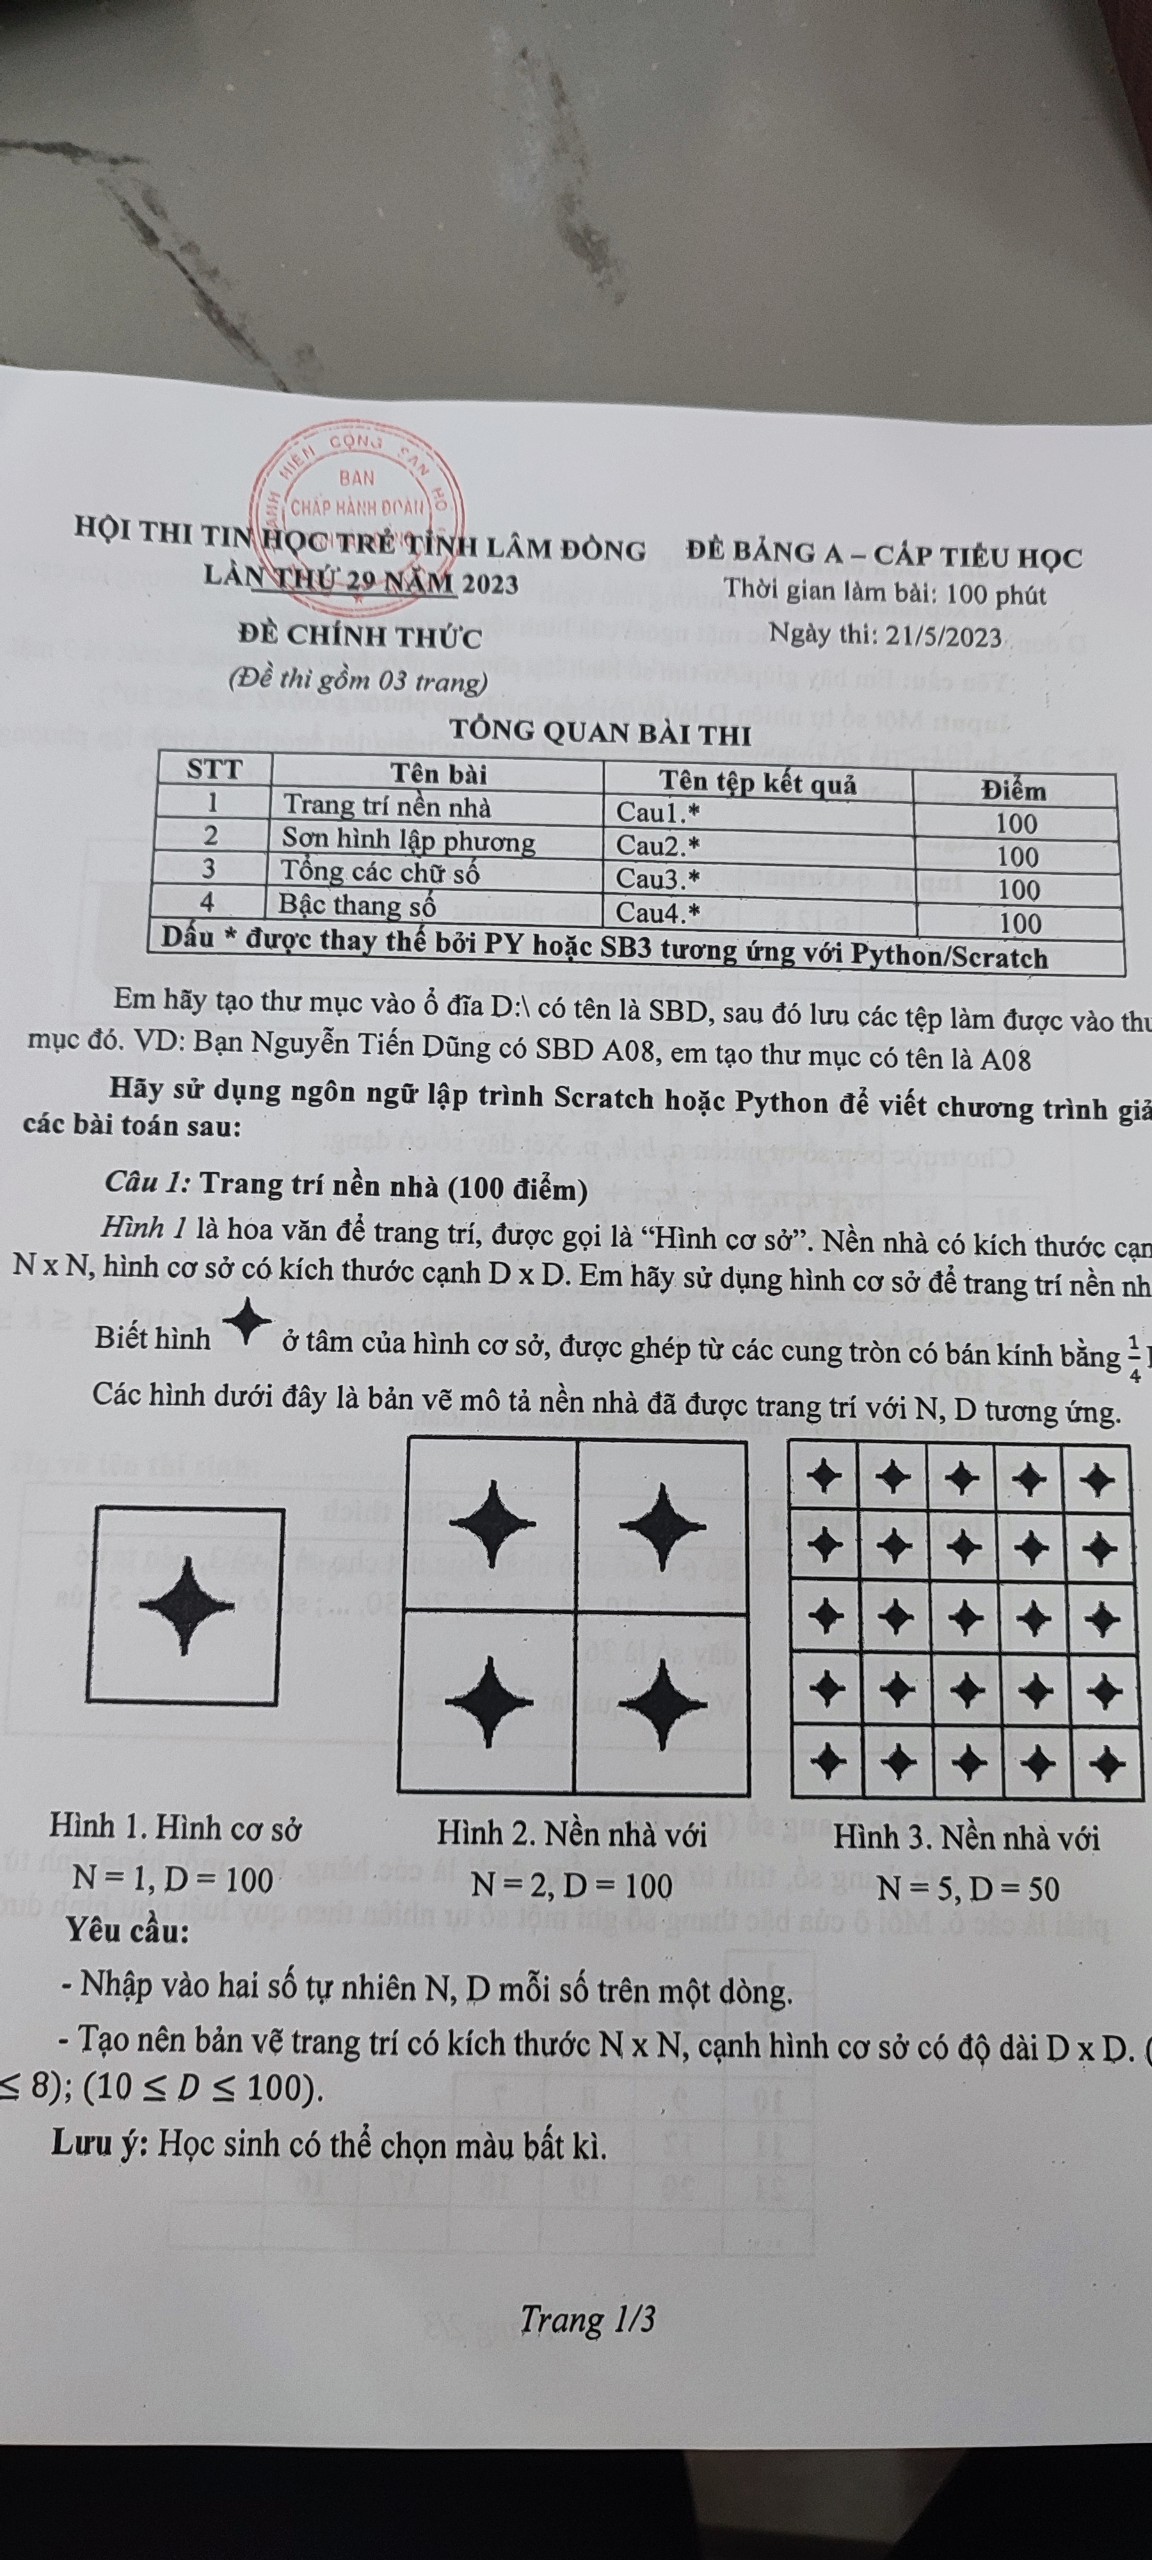 CỘNG SẢN HỒ
BAN
CHẤP HÀNH ĐOÀN
HỘI THI TIN HỌC TRẺ TỈNH LÂM ĐỒNG
LẦN THỨ 29 NĂM 2023
ĐỀ CHÍNH THỨC
(Đề thi gồm 03 trang)
ĐỀ BẢNG A – CẤP TIỂU HỌC
Thời gian làm bài: 100 phút
Ngày thi: 21/5/2023
TỔNG QUAN BÀI THI
STT Tên bài Tên tệp kết quả Điểm
1 Trang trí nền nhà Cau1.* 100
2 Sơn hình lập phương Cau2.* 100
3 Tổng các chữ số Cau3.* 100
4 Bậc thang số Cau4.* 100
Dấu * được thay thế bởi PY hoặc SB3 tương ứng với Python/Scratch
Em hãy tạo thư mục vào ổ đĩa D:\ có tên là SBD, sau đó lưu các tệp làm được vào thư
mục đó. VD: Bạn Nguyễn Tiến Dũng có SBD A08, em tạo thư mục có tên là A08
Hãy sử dụng ngôn ngữ lập trình Scratch hoặc Python để viết chương trình giả
các bài toán sau:
Câu 1: Trang trí nền nhà (100 điểm)
Hình 1 là hoa văn để trang trí, được gọi là “Hình cơ sở”. Nền nhà có kích thước cạn
N x N, hình cơ sở có kích thước cạnh D x D. Em hãy sử dụng hình cơ sở để trang trí nền nh
Biết hình ở tâm của hình cơ sở, được ghép từ các cung tròn có bán kính bằng 1/4
Các hình dưới đây là bản vẽ mô tả nền nhà đã được trang trí với N, D tương ứng.
Hình 1. Hình cơ sở
N = 1, D = 100
Hình 2. Nền nhà với
N = 2, D = 100
Hình 3. Nền nhà với
N = 5, D = 50
Yêu cầu:
- Nhập vào hai số tự nhiên N, D mỗi số trên một dòng.
- Tạo nên bản vẽ trang trí có kích thước N x N, cạnh hình cơ sở có độ dài D x D. (
≤ 8); (10 ≤ D ≤ 100).
Lưu ý: Học sinh có thể chọn màu bất kì.
Trang 1/3